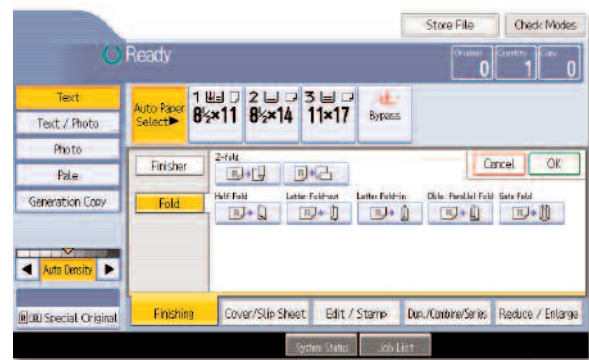 Store File
Check Modes
Ready
Original Quantity Copy
0 1 0
Text
Text / Photo
Photo
Pale
Generation Copy
Auto Density
Special Original
Auto Paper
Select▶
1
8½×11
2
8½×14
3
11×17
Bypass
Finisher
Fold
Z-fold
Cancel
OK
Half Fold
Letter Fold-out
Letter Fold-in
Dble. Parallel Fold
Gate Fold
Finishing
Cover/Slip Sheet
Edit / Stamp
Dup./Combine/Series
Reduce / Enlarge
System Status
Job List